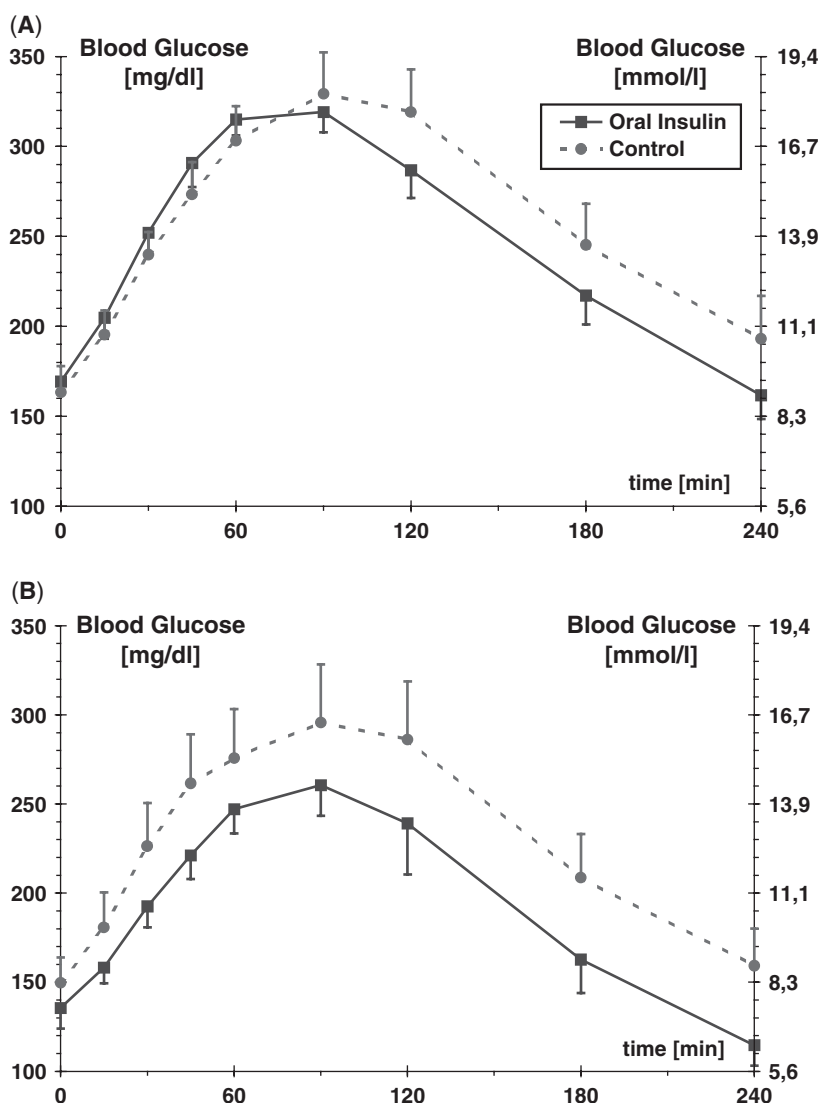 (A)
Blood Glucose
[mg/dl]
Blood Glucose
[mmol/l]
350
300
250
200
150
100
19,4
16,7
13,9
11,1
8,3
5,6
Oral Insulin
Control
time [min]
0 60 120 180 240
(B)
Blood Glucose
[mg/dl]
Blood Glucose
[mmol/l]
350
300
250
200
150
100
19,4
16,7
13,9
11,1
8,3
5,6
time [min]
0 60 120 180 240